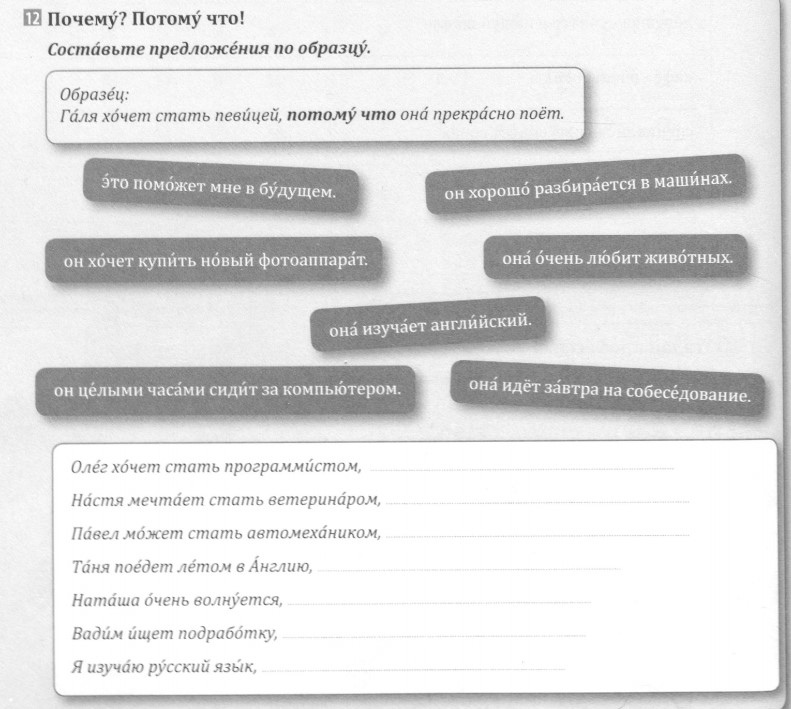 12 Почему́? Потому́ что!
Соста́вьте предложе́ния по образцу́.
Образе́ц:
Га́ля хо́чет стать певи́цей, потому́ что она́ прекра́сно поёт.
э́то помо́жет мне в бу́дущем.
он хорошо́ разбира́ется в маши́нах.
он хо́чет купи́ть но́вый фотоаппара́т.
она́ о́чень лю́бит живо́тных.
она́ изуча́ет англи́йский.
он це́лыми часа́ми сиди́т за компью́тером.
она́ идёт за́втра на собесе́дование.
Оле́г хо́чет стать программи́стом,
На́стя мечта́ет стать ветерина́ром,
Па́вел мо́жет стать автомеха́ником,
Та́ня пое́дет ле́том в А́нглию,
Ната́ша о́чень волну́ется,
Вади́м и́щет подрабо́тку,
Я изуча́ю ру́сский язы́к,